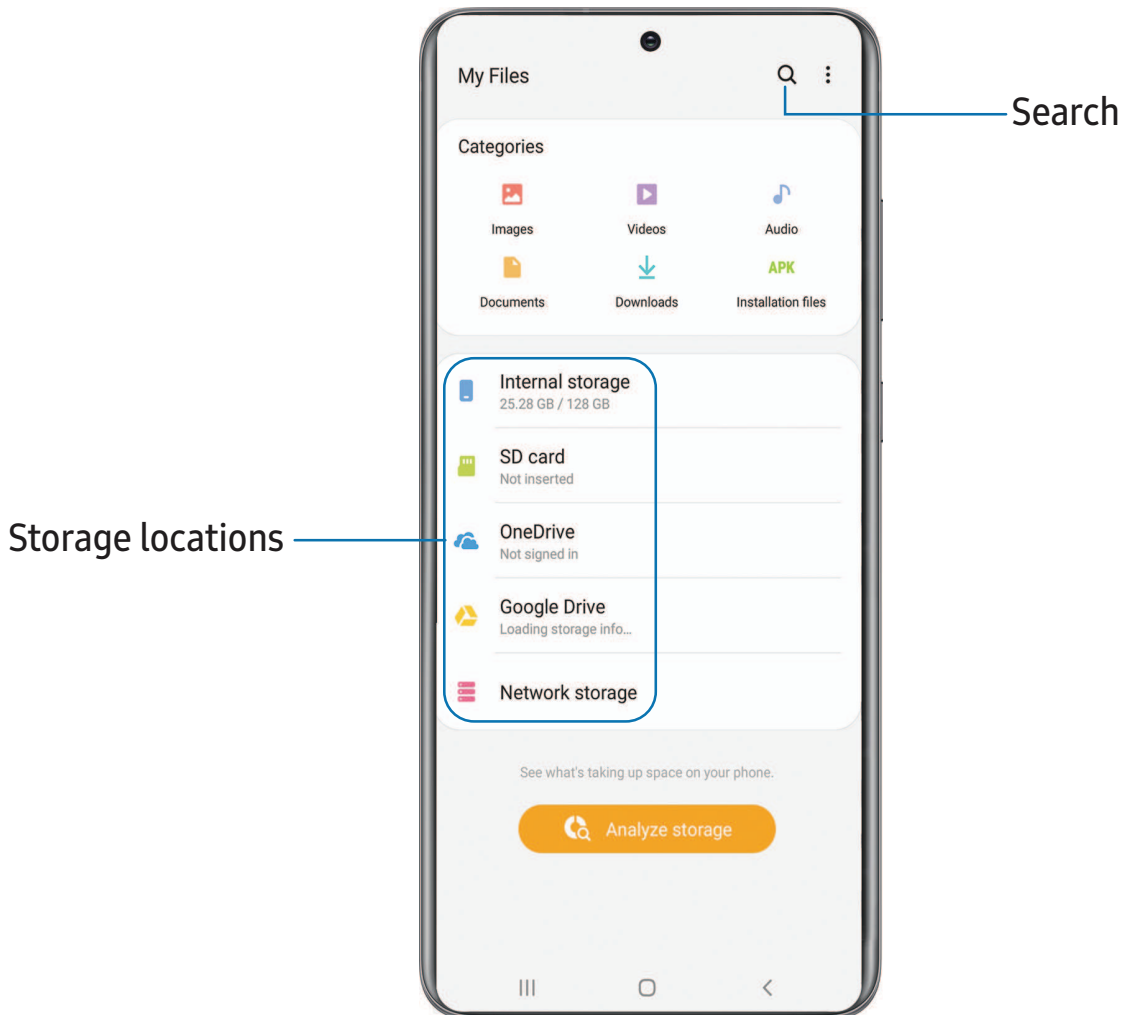 My Files
Search
Categories
Images Videos Audio
APK
Documents Downloads Installation files
Internal storage
25.28 GB / 128 GB
SD card
Not inserted
Storage locations
OneDrive
Not signed in
Google Drive
Loading storage info...
Network storage
See what's taking up space on your phone.
Analyze storage